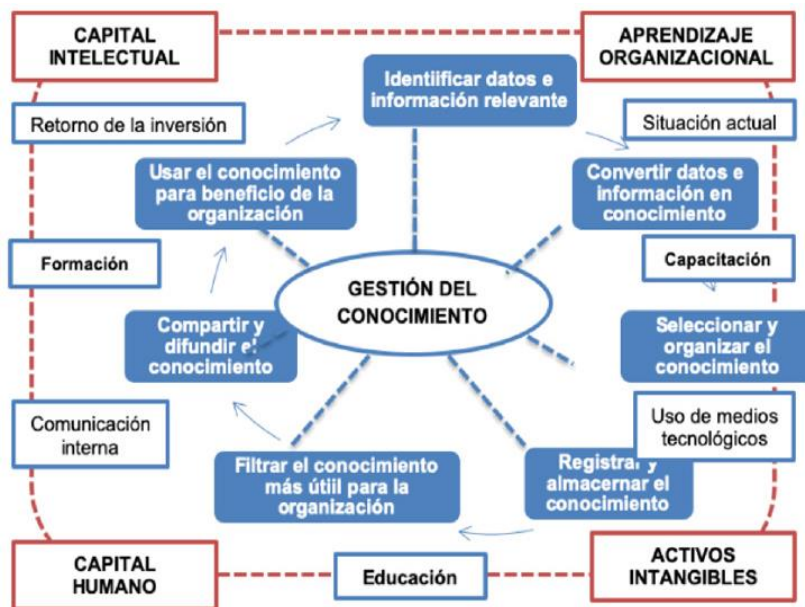 CAPITAL
INTELECTUAL
APRENDIZAJE
ORGANIZACIONAL
Identiificar datos e
información relevante
Retorno de la inversión
Situación actual
Usar el conocimiento
para beneficio de la
organización
Convertir datos e
información en
conocimiento
Formación
Capacitación
GESTIÓN DEL
CONOCIMIENTO
Compartir y
difundir el
conocimiento
Seleccionar y
organizar el
conocimiento
Comunicación
interna
Uso de medios
tecnológicos
Filtrar el conocimiento
más útiil para la
organización
Registrar y
almacernar el
conocimiento
CAPITAL
HUMANO
Educación
ACTIVOS
INTANGIBLES